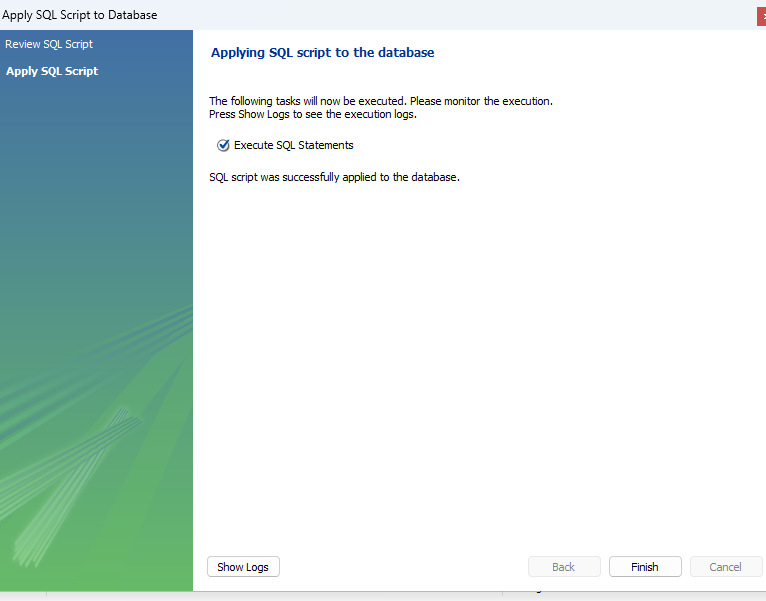 Apply SQL Script to Database
Review SQL Script
Apply SQL Script
Applying SQL script to the database
The following tasks will now be executed. Please monitor the execution.
Press Show Logs to see the execution logs.
Execute SQL Statements
SQL script was successfully applied to the database.
Show Logs
Back
Finish
Cancel